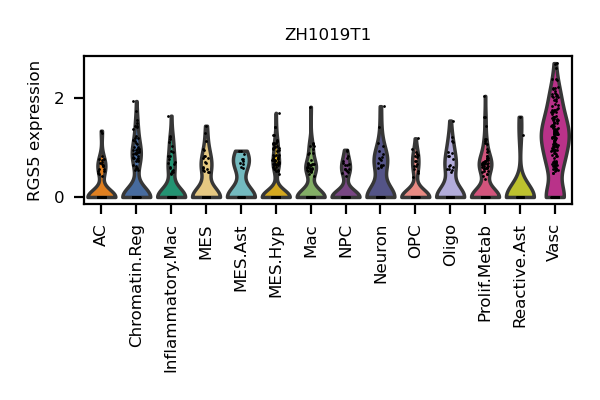 ZH1019T1
RGS5 expression
2
0
AC
Chromatin.Reg
Inflammatory.Mac
MES
MES.Ast
MES.Hyp
Mac
NPC
Neuron
OPC
Oligo
Prolif.Metab
Reactive.Ast
Vasc